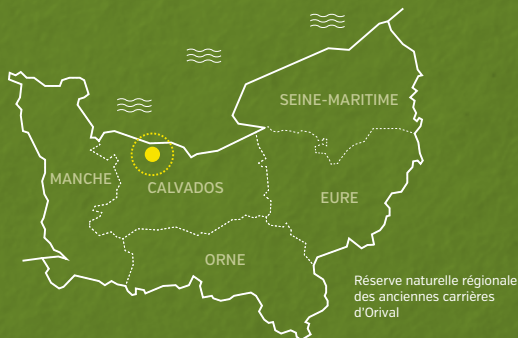 SEINE-MARITIME
MANCHE
CALVADOS
EURE
ORNE
Réserve naturelle régionale
des anciennes carrières
d'Orival